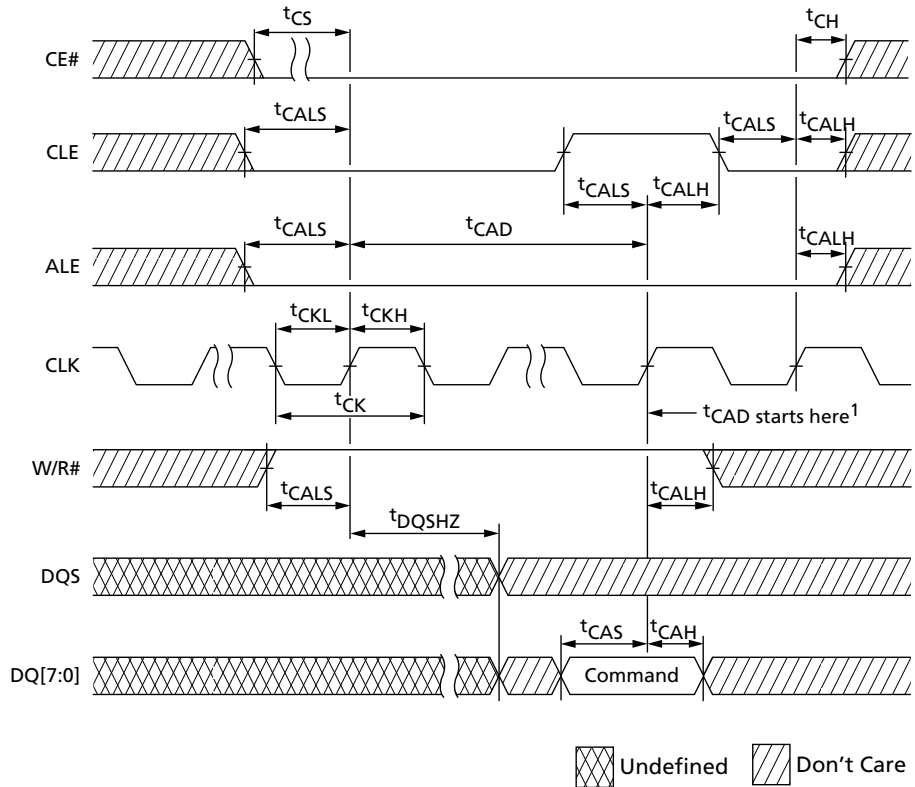 tCS
tCH
CE#
tCALS
tCALS
tCALH
CLE
tCALS
tCALH
tCALS
tCAD
tCALH
ALE
tCKL
tCKH
CLK
tCK
tCAD starts here1
W/R#
tCALS
tCALH
tDQSHZ
DQS
tCAS
tCAH
DQ[7:0]
Command
Undefined
Don't Care